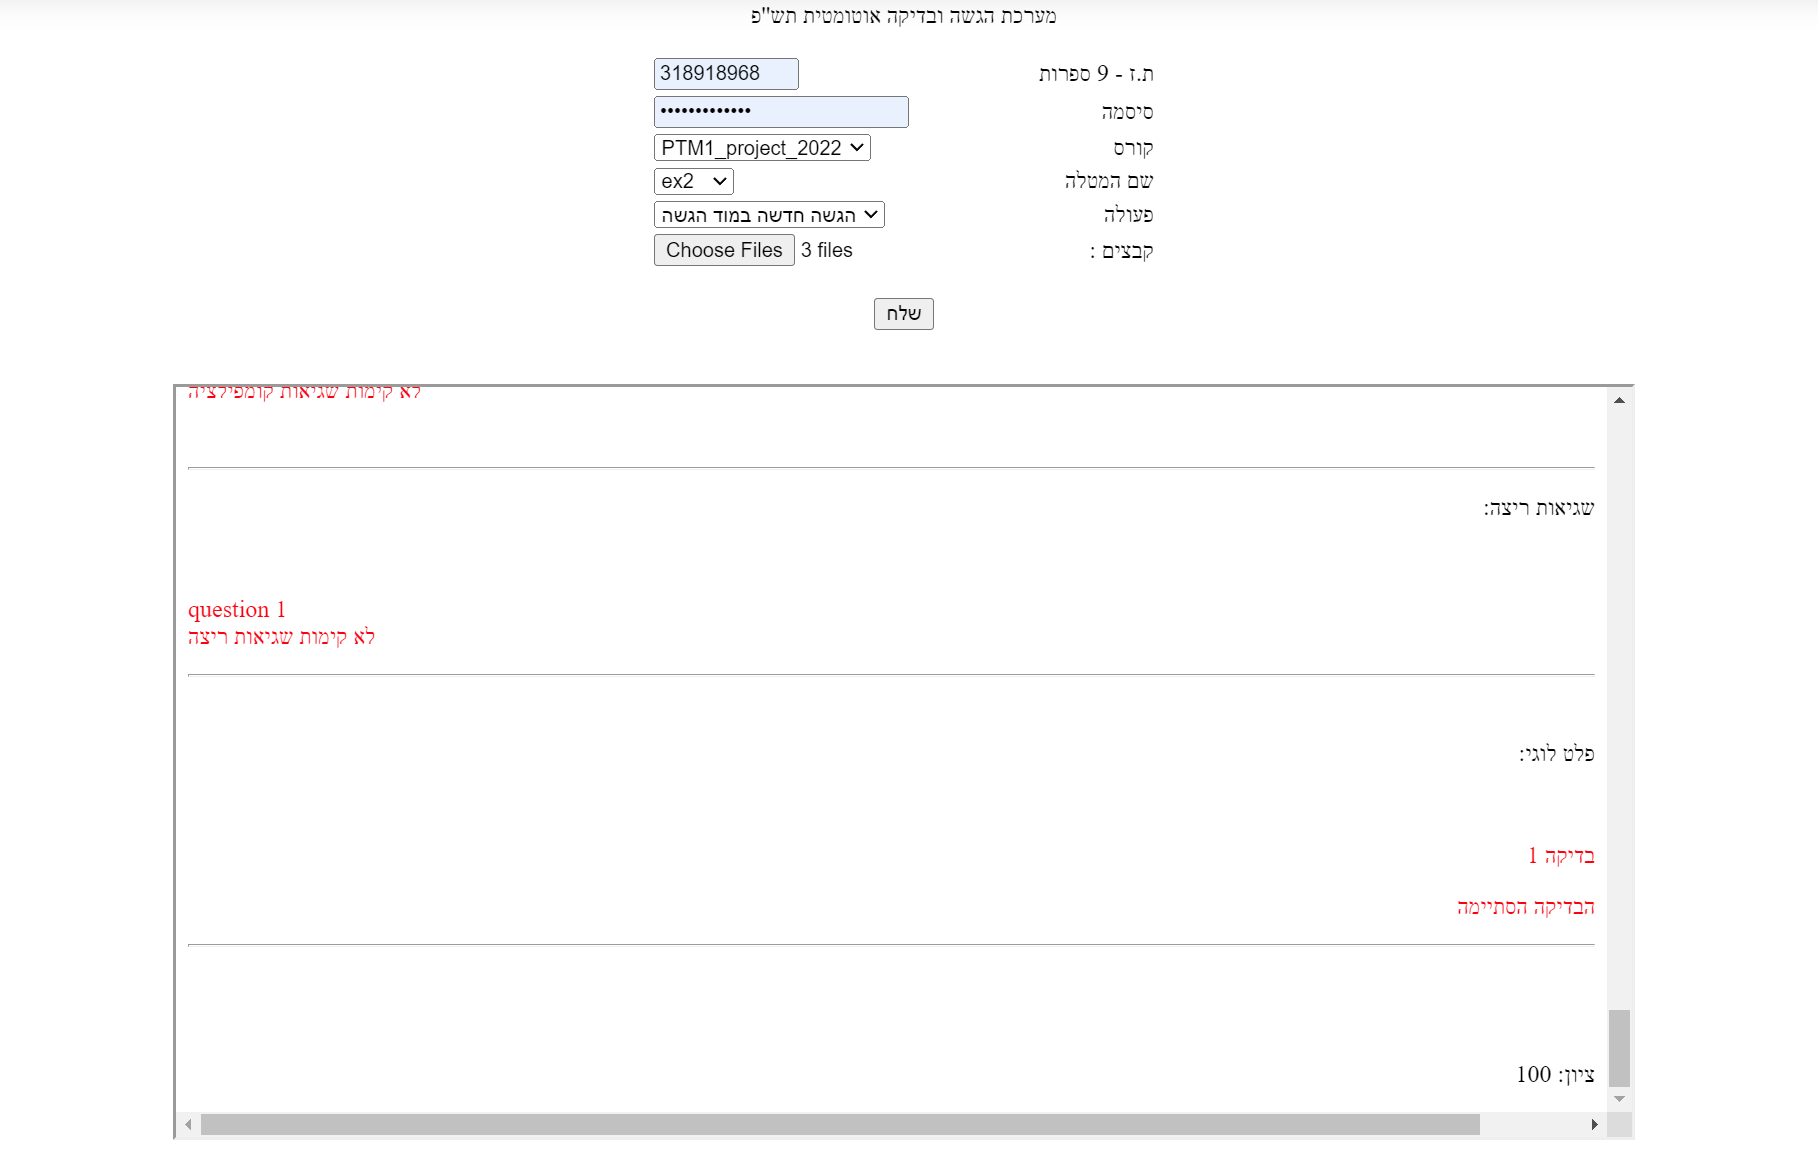 מערכת הגשה ובדיקה אוטומטית תש"פ
ת.ז - 9 ספרות 318918968
סיסמה •••••••••••••
קורס PTM1_project_2022
שם המטלה ex2
פעולה הגשה חדשה במוד הגשה
קבצים : Choose Files 3 files
שלח
לא קימות שגיאות קומפילציה
שגיאות ריצה:
question 1
לא קימות שגיאות ריצה
פלט לוגי:
בדיקה 1
הבדיקה הסתיימה
ציון: 100